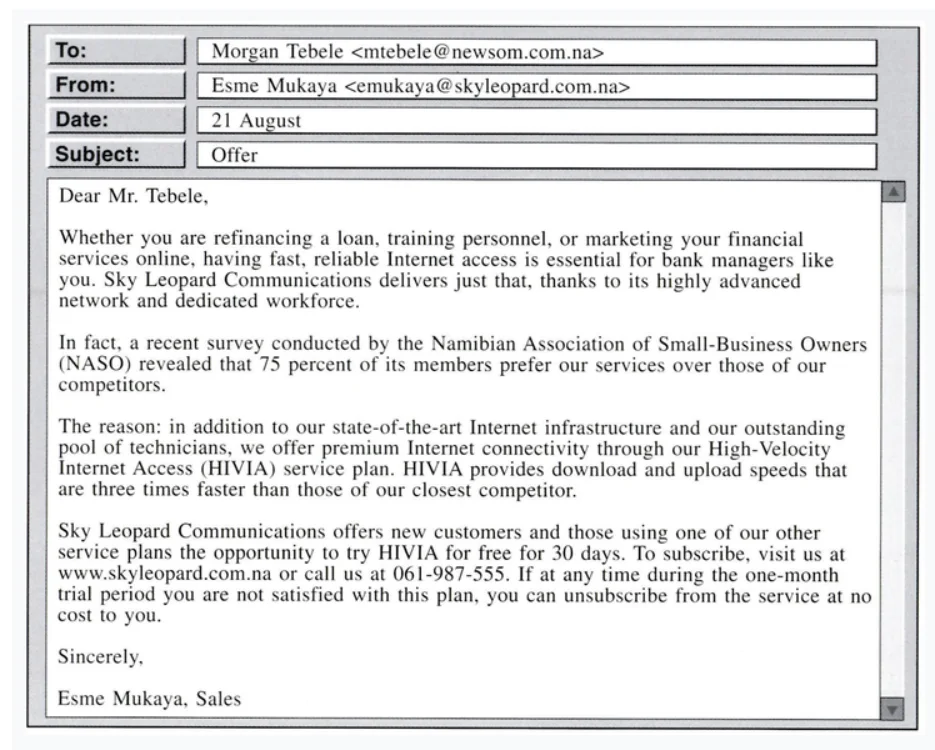 To: Morgan Tebele <mtebele@newsom.com.na>
From: Esme Mukaya <emukaya@skyleopard.com.na>
Date: 21 August
Subject: Offer
Dear Mr. Tebele,
Whether you are refinancing a loan, training personnel, or marketing your financial
services online, having fast, reliable Internet access is essential for bank managers like
you. Sky Leopard Communications delivers just that, thanks to its highly advanced
network and dedicated workforce.
In fact, a recent survey conducted by the Namibian Association of Small-Business Owners
(NASO) revealed that 75 percent of its members prefer our services over those of our
competitors.
The reason: in addition to our state-of-the-art Internet infrastructure and our outstanding
pool of technicians, we offer premium Internet connectivity through our High-Velocity
Internet Access (HIVIA) service plan. HIVIA provides download and upload speeds that
are three times faster than those of our closest competitor.
Sky Leopard Communications offers new customers and those using one of our other
service plans the opportunity to try HIVIA for free for 30 days. To subscribe, visit us at
www.skyleopard.com.na or call us at 061-987-555. If at any time during the one-month
trial period you are not satisfied with this plan, you can unsubscribe from the service at no
cost to you.
Sincerely,
Esme Mukaya, Sales